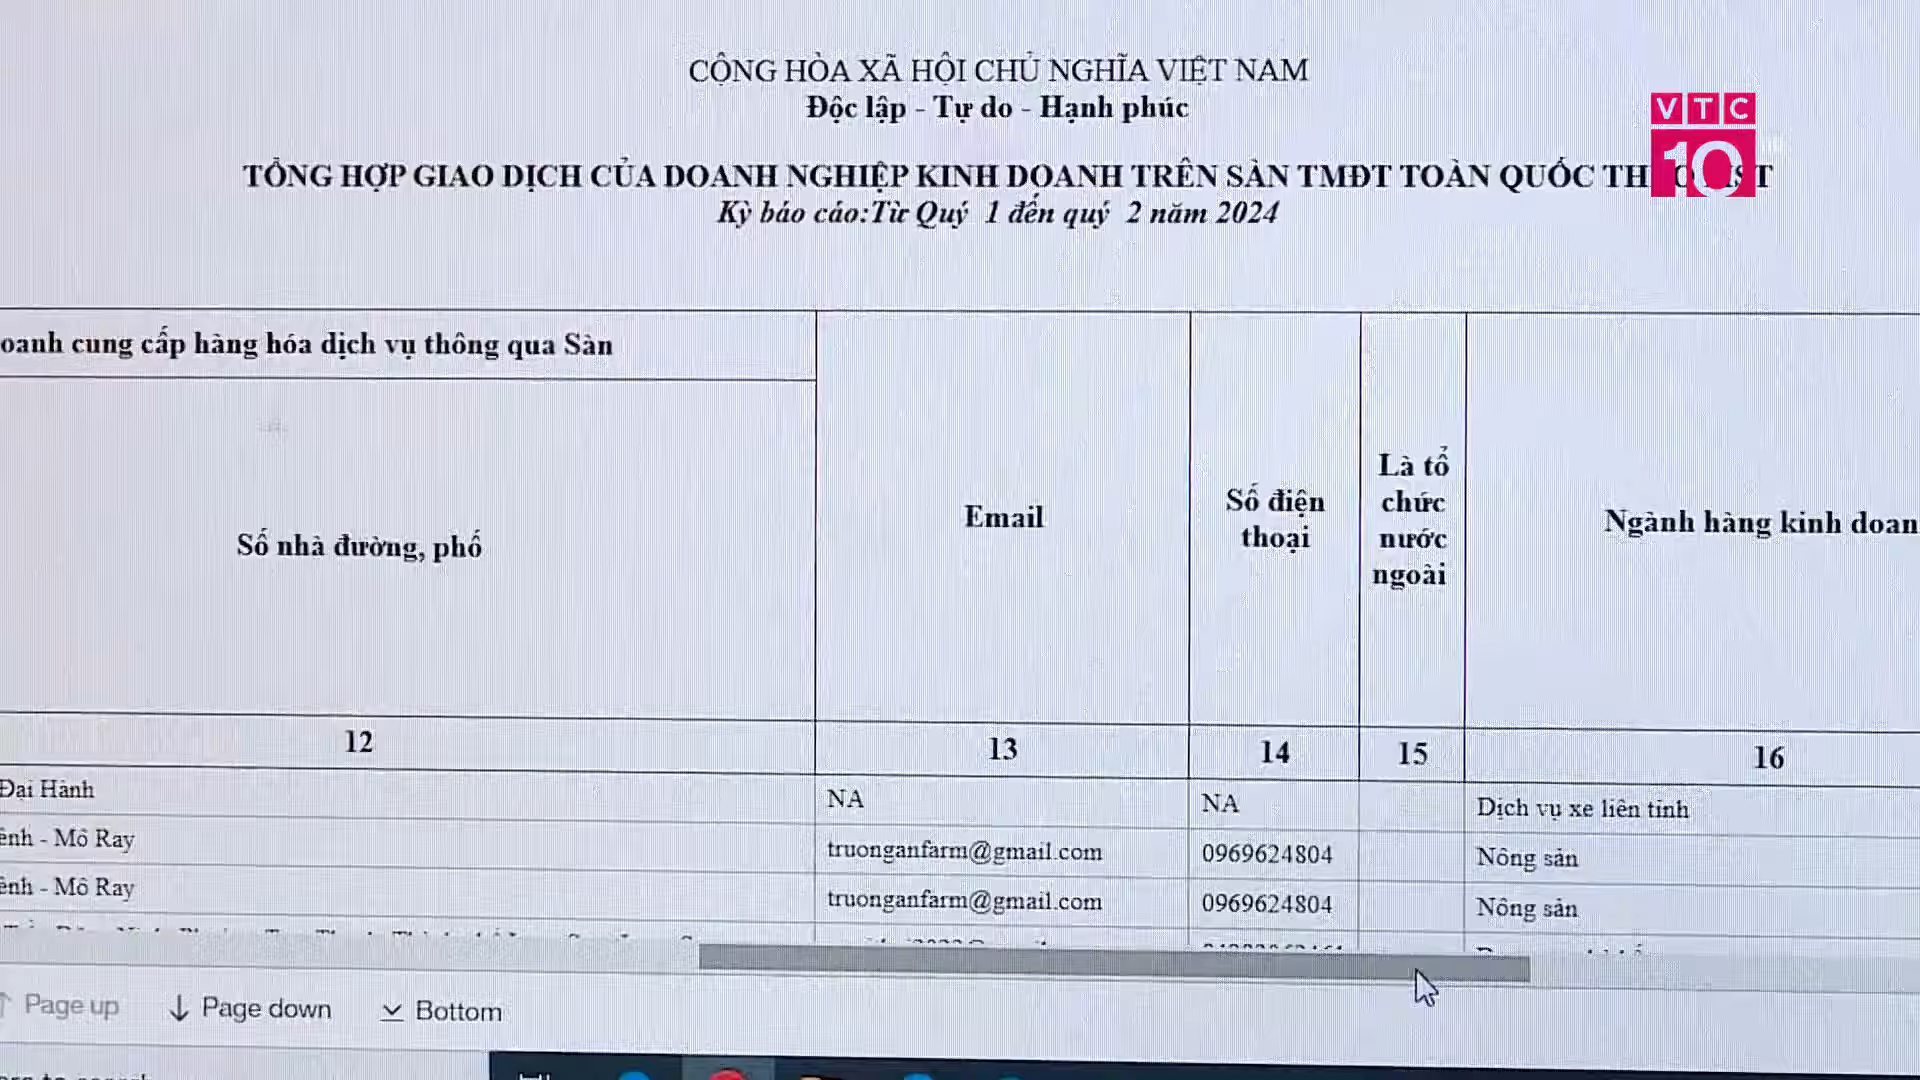 CỘNG HÒA XÃ HỘI CHỦ NGHĨA VIỆT NAM
Độc lập - Tự do - Hạnh phúc
VTC
10
TỔNG HỢP GIAO DỊCH CỦA DOANH NGHIỆP KINH DOANH TRÊN SÀN TMĐT TOÀN QUỐC
Kỳ báo cáo:Từ Quý 1 đến quý 2 năm 2024
oanh cung cấp hàng hóa dịch vụ thông qua Sàn
Số nhà đường, phố
Email
Số điện
thoại
Là tổ
chức
nước
ngoài
Ngành hàng kinh doan
12 13 14 15 16
Đại Hành NA NA Dịch vụ xe liên tỉnh
ênh - Mô Ray truonganfarm@gmail.com 0969624804 Nông sản
ênh - Mô Ray truonganfarm@gmail.com 0969624804 Nông sản
Page up Page down Bottom